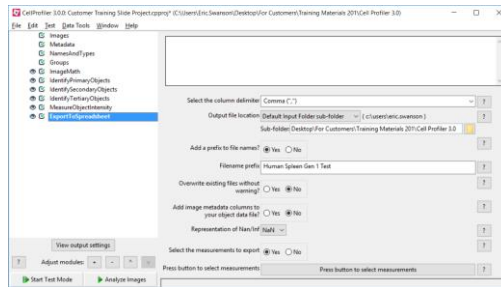 CellProfiler 3.0.0: Customer Training Slide Project.cpproj* (C:\Users\Eric.Swanson\Desktop\For Customers\Training Materials 201\Cell Profiler 3.0)
File Edit Test Data Tools Window Help
Images
Metadata
NamesAndTypes
Groups
ImageMath
IdentifyPrimaryObjects
IdentifySecondaryObjects
IdentifyTertiaryObjects
MeasureObjectIntensity
ExportToSpreadsheet
View output settings
? Adjust modules: + - ^ v
Start Test Mode Analyze Images
Select the column delimiter Comma (",") ?
Output file location Default Input Folder sub-folder ( c:\users\eric.swanson ) ?
Sub-folder: Desktop\For Customers\Training Materials 201\Cell Profiler 3.0
Add a prefix to file names? Yes No ?
Filename prefix Human Spleen Gen 1 Test ?
Overwrite existing files without warning? Yes No ?
Add image metadata columns to your object data file? Yes No ?
Representation of Nan/Inf NaN ?
Select the measurements to export Yes No ?
Press button to select measurements Press button to select measurements ?